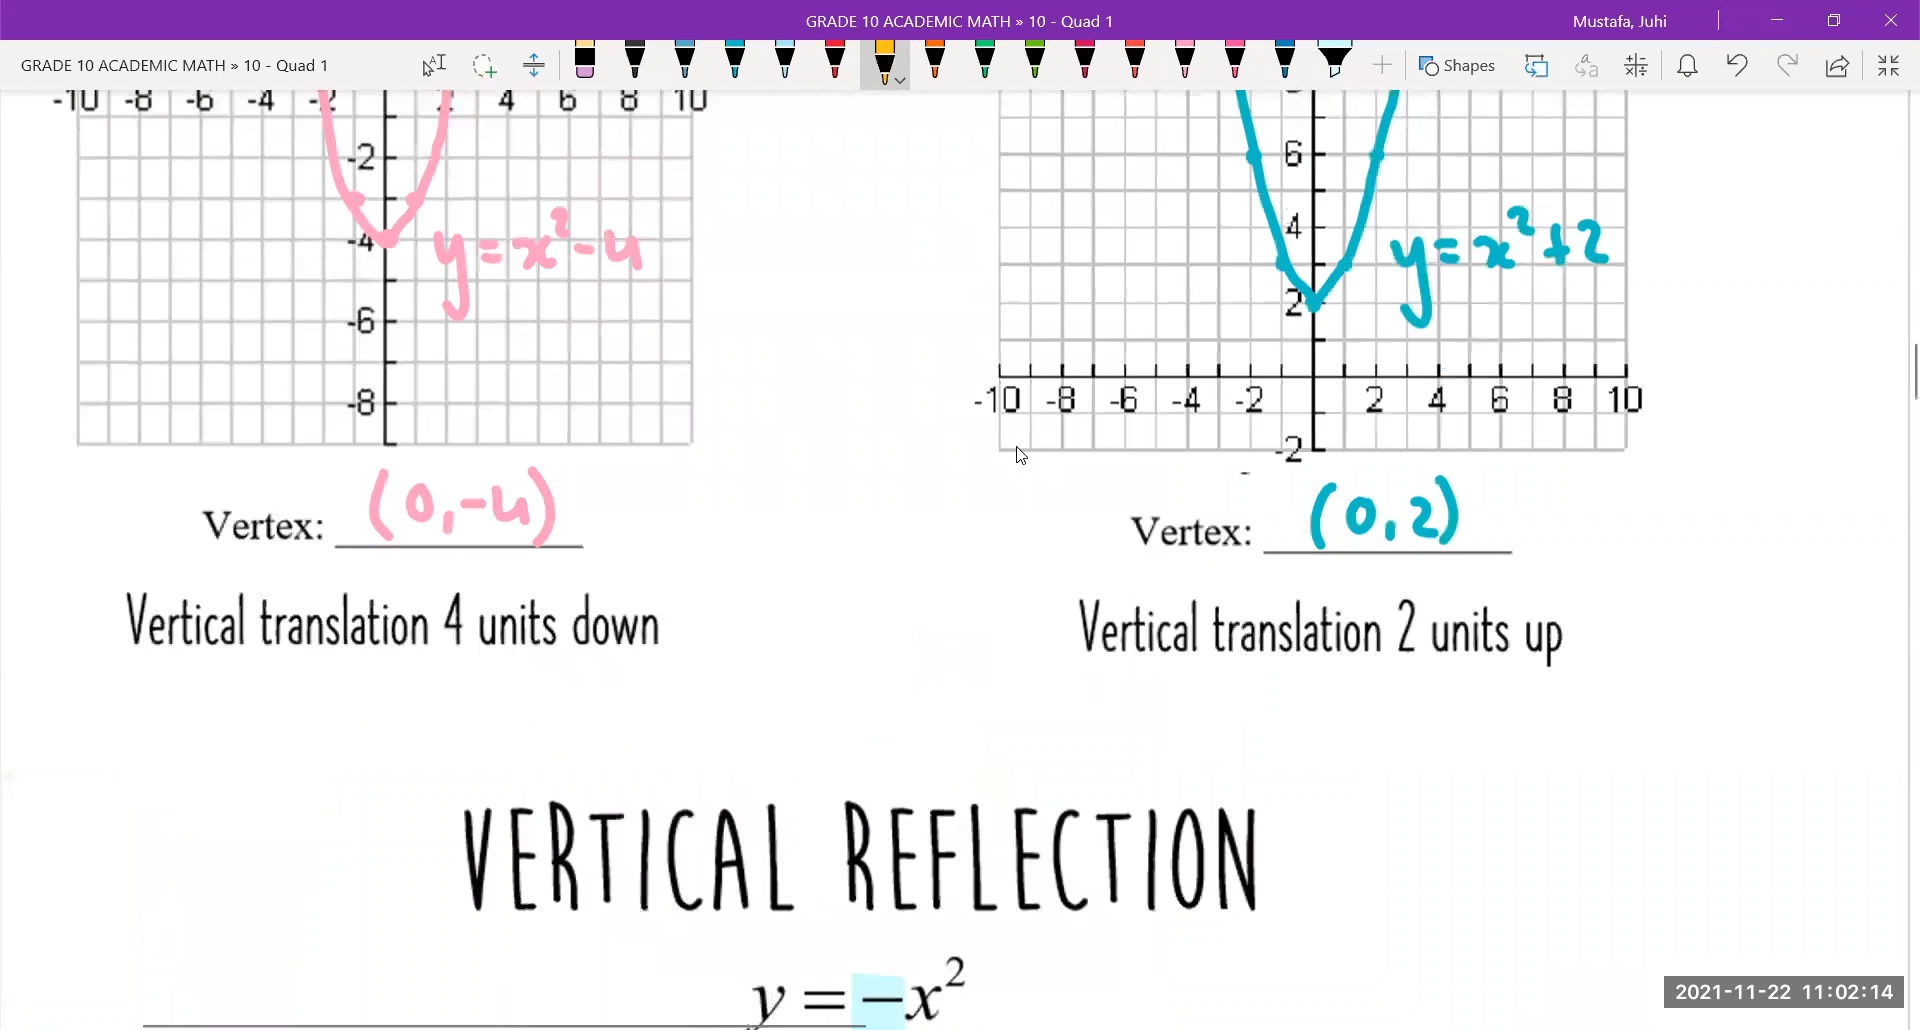 GRADE 10 ACADEMIC MATH » 10 - Quad 1
Mustafa, Juhi
GRADE 10 ACADEMIC MATH » 10 - Quad 1
Shapes
-10 -8 -6 -4 -2 2 4 6 8 10
-2
-4
-6
-8
y = x² - 4
Vertex: (0, -4)
Vertical translation 4 units down
6
4
2
-10 -8 -6 -4 -2 2 4 6 8 10
-2
y = x² + 2
Vertex: (0, 2)
Vertical translation 2 units up
VERTICAL REFLECTION
y = -x²
2021-11-22 11:02:14